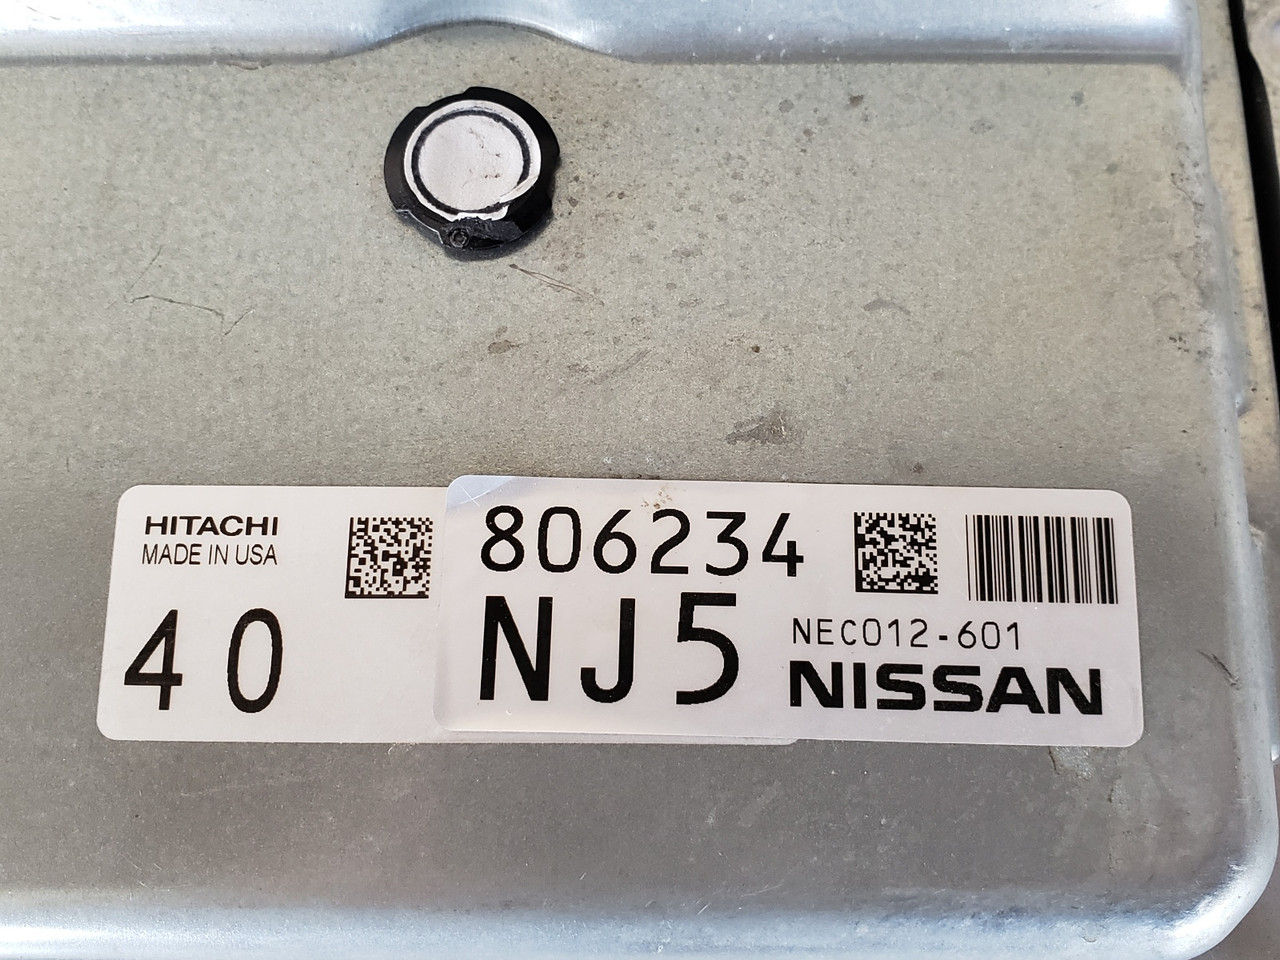 HITACHI
MADE IN USA
40
806234
NJ5
NEC012-601
NISSAN